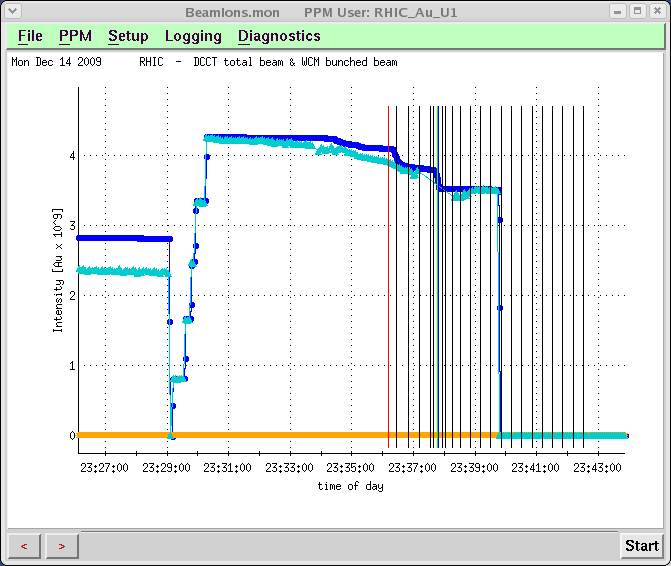 BeamIons.mon PPM User: RHIC_Au_U1
File PPM Setup Logging Diagnostics
Mon Dec 14 2009 RHIC - DCCT total beam & WCM bunched beam
Intensity [Au x 10^9]
4
3
2
1
0
23:27:00 23:29:00 23:31:00 23:33:00 23:35:00 23:37:00 23:39:00 23:41:00 23:43:00
time of day
< > Start